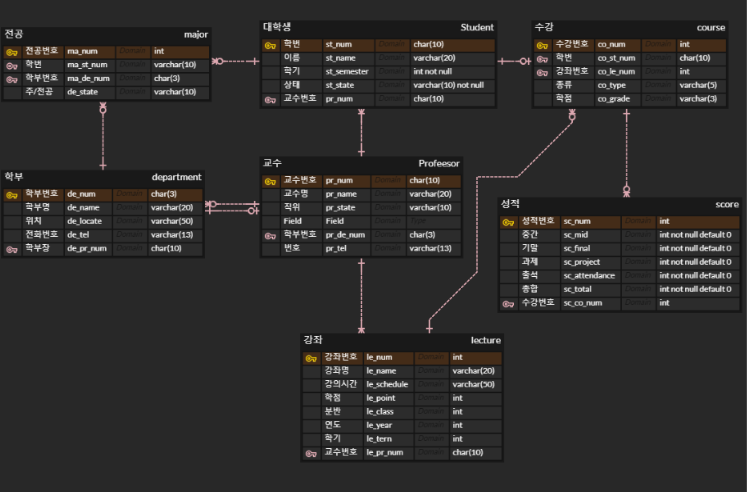 전공 major
전공번호 ma_num Domain int
학번 ma_st_num Domain varchar(10)
학부번호 ma_de_num Domain char(3)
주/전공 de_state Domain varchar(10)
대학생 Student
학번 st_num Domain char(10)
이름 st_name Domain varchar(20)
학기 st_semester Domain int not null
상태 st_state Domain varchar(10) not null
교수번호 pr_num Domain char(10)
수강 course
수강번호 co_num Domain int
학번 co_st_num Domain char(10)
강좌번호 co_le_num Domain int
종류 co_type Domain varchar(5)
학점 co_grade Domain varchar(3)
학부 department
학부번호 de_num Domain char(3)
학부명 de_name Domain varchar(20)
위치 de_locate Domain varchar(50)
전화번호 de_tel Domain varchar(13)
학부장 de_pr_num Domain char(10)
교수 Profeesor
교수번호 pr_num Domain char(10)
교수명 pr_name Domain varchar(20)
직위 pr_state Domain varchar(10)
Field Field Domain Type
학부번호 pr_de_num Domain char(3)
번호 pr_tel Domain varchar(13)
성적 score
성적번호 sc_num Domain int
중간 sc_mid Domain int not null default 0
기말 sc_final Domain int not null default 0
과제 sc_project Domain int not null default 0
출석 sc_attendance Domain int not null default 0
총합 sc_total Domain int not null default 0
수강번호 sc_co_num Domain int
강좌 lecture
강좌번호 le_num Domain int
강좌명 le_name Domain varchar(20)
강의시간 le_schedule Domain varchar(50)
학점 le_point Domain int
분반 le_class Domain int
연도 le_year Domain int
학기 le_tern Domain int
교수번호 le_pr_num Domain char(10)